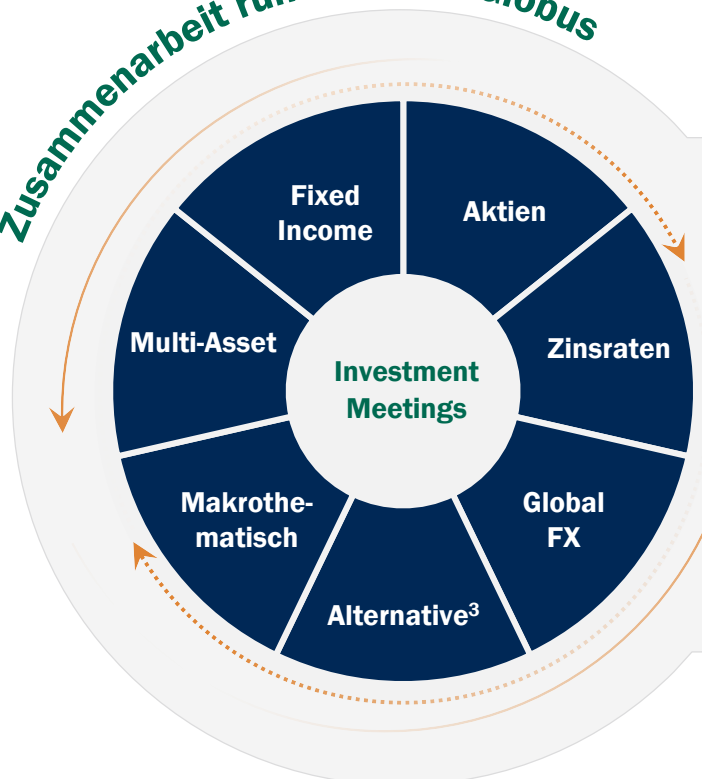 Zusammenarbeit
Fixed
Income
Aktien
Multi-Asset
Zinsraten
Investment
Meetings
Makrothe-
matisch
Global
FX
Alternative³